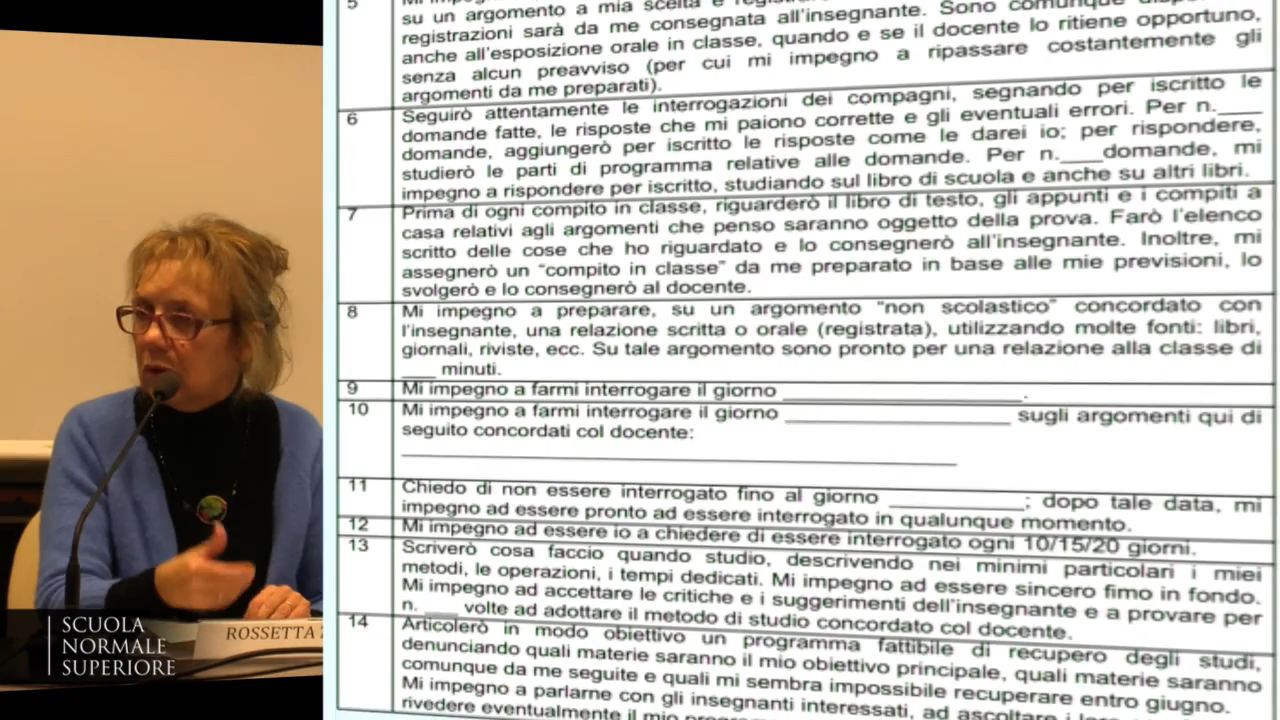 5
su un argomento a mia scelta e
registrazioni sarà da me consegnata all'insegnante. Sono comunque
anche all'esposizione orale in classe, quando e se il docente lo ritiene opportuno,
senza alcun preavviso (per cui mi impegno a ripassare costantemente gli
argomenti da me preparati).
6 Seguirò attentamente le interrogazioni dei compagni, segnando per iscritto le
domande fatte, le risposte che mi paiono corrette e gli eventuali errori. Per n.____
domande, aggiungerò per iscritto le risposte come le darei io; per rispondere,
studierò le parti di programma relative alle domande. Per n.____domande, mi
impegno a rispondere per iscritto, studiando sul libro di scuola e anche su altri libri.
7 Prima di ogni compito in classe, riguarderò il libro di testo, gli appunti e i compiti a
casa relativi agli argomenti che penso saranno oggetto della prova. Farò l'elenco
scritto delle cose che ho riguardato e lo consegnerò all'insegnante. Inoltre, mi
assegnerò un "compito in classe" da me preparato in base alle mie previsioni, lo
svolgerò e lo consegnerò al docente.
8 Mi impegno a preparare, su un argomento "non scolastico" concordato con
l'insegnante, una relazione scritta o orale (registrata), utilizzando molte fonti: libri,
giornali, riviste, ecc. Su tale argomento sono pronto per una relazione alla classe di
___ minuti.
9 Mi impegno a farmi interrogare il giorno ______________________.
10 Mi impegno a farmi interrogare il giorno ____________________ sugli argomenti qui di
seguito concordati col docente:
11 Chiedo di non essere interrogato fino al giorno ____________; dopo tale data, mi
impegno ad essere pronto ad essere interrogato in qualunque momento.
12 Mi impegno ad essere io a chiedere di essere interrogato ogni 10/15/20 giorni.
13 Scriverò cosa faccio quando studio, descrivendo nei minimi particolari i miei
metodi, le operazioni, i tempi dedicati. Mi impegno ad essere sincero fimo in fondo.
Mi impegno ad accettare le critiche e i suggerimenti dell'insegnante e a provare per
n. ___ volte ad adottare il metodo di studio concordato col docente.
14 Articolerò in modo obiettivo un programma fattibile di recupero degli studi,
denunciando quali materie saranno il mio obiettivo principale, quali materie saranno
comunque da me seguite e quali mi sembra impossibile recuperare entro giugno.
Mi impegno a parlarne con gli insegnanti interessati, ad ascoltare i
rivedere eventualmente il mio
ROSSETTA
SCUOLA
NORMALE
SUPERIORE